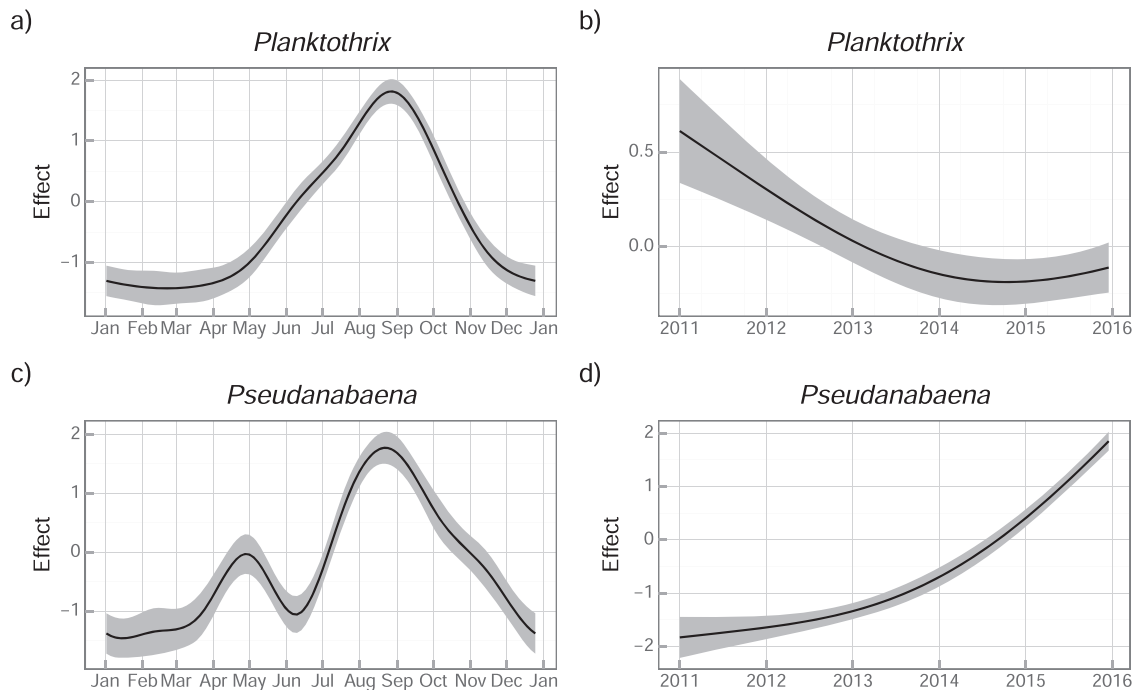 a)
Planktothrix
Effect
2
1
0
−1
Jan Feb Mar Apr May Jun Jul Aug Sep Oct Nov Dec Jan
b)
Planktothrix
Effect
0.5
0.0
2011 2012 2013 2014 2015 2016
c)
Pseudanabaena
Effect
2
1
0
−1
Jan Feb Mar Apr May Jun Jul Aug Sep Oct Nov Dec Jan
d)
Pseudanabaena
Effect
2
1
0
−1
−2
2011 2012 2013 2014 2015 2016